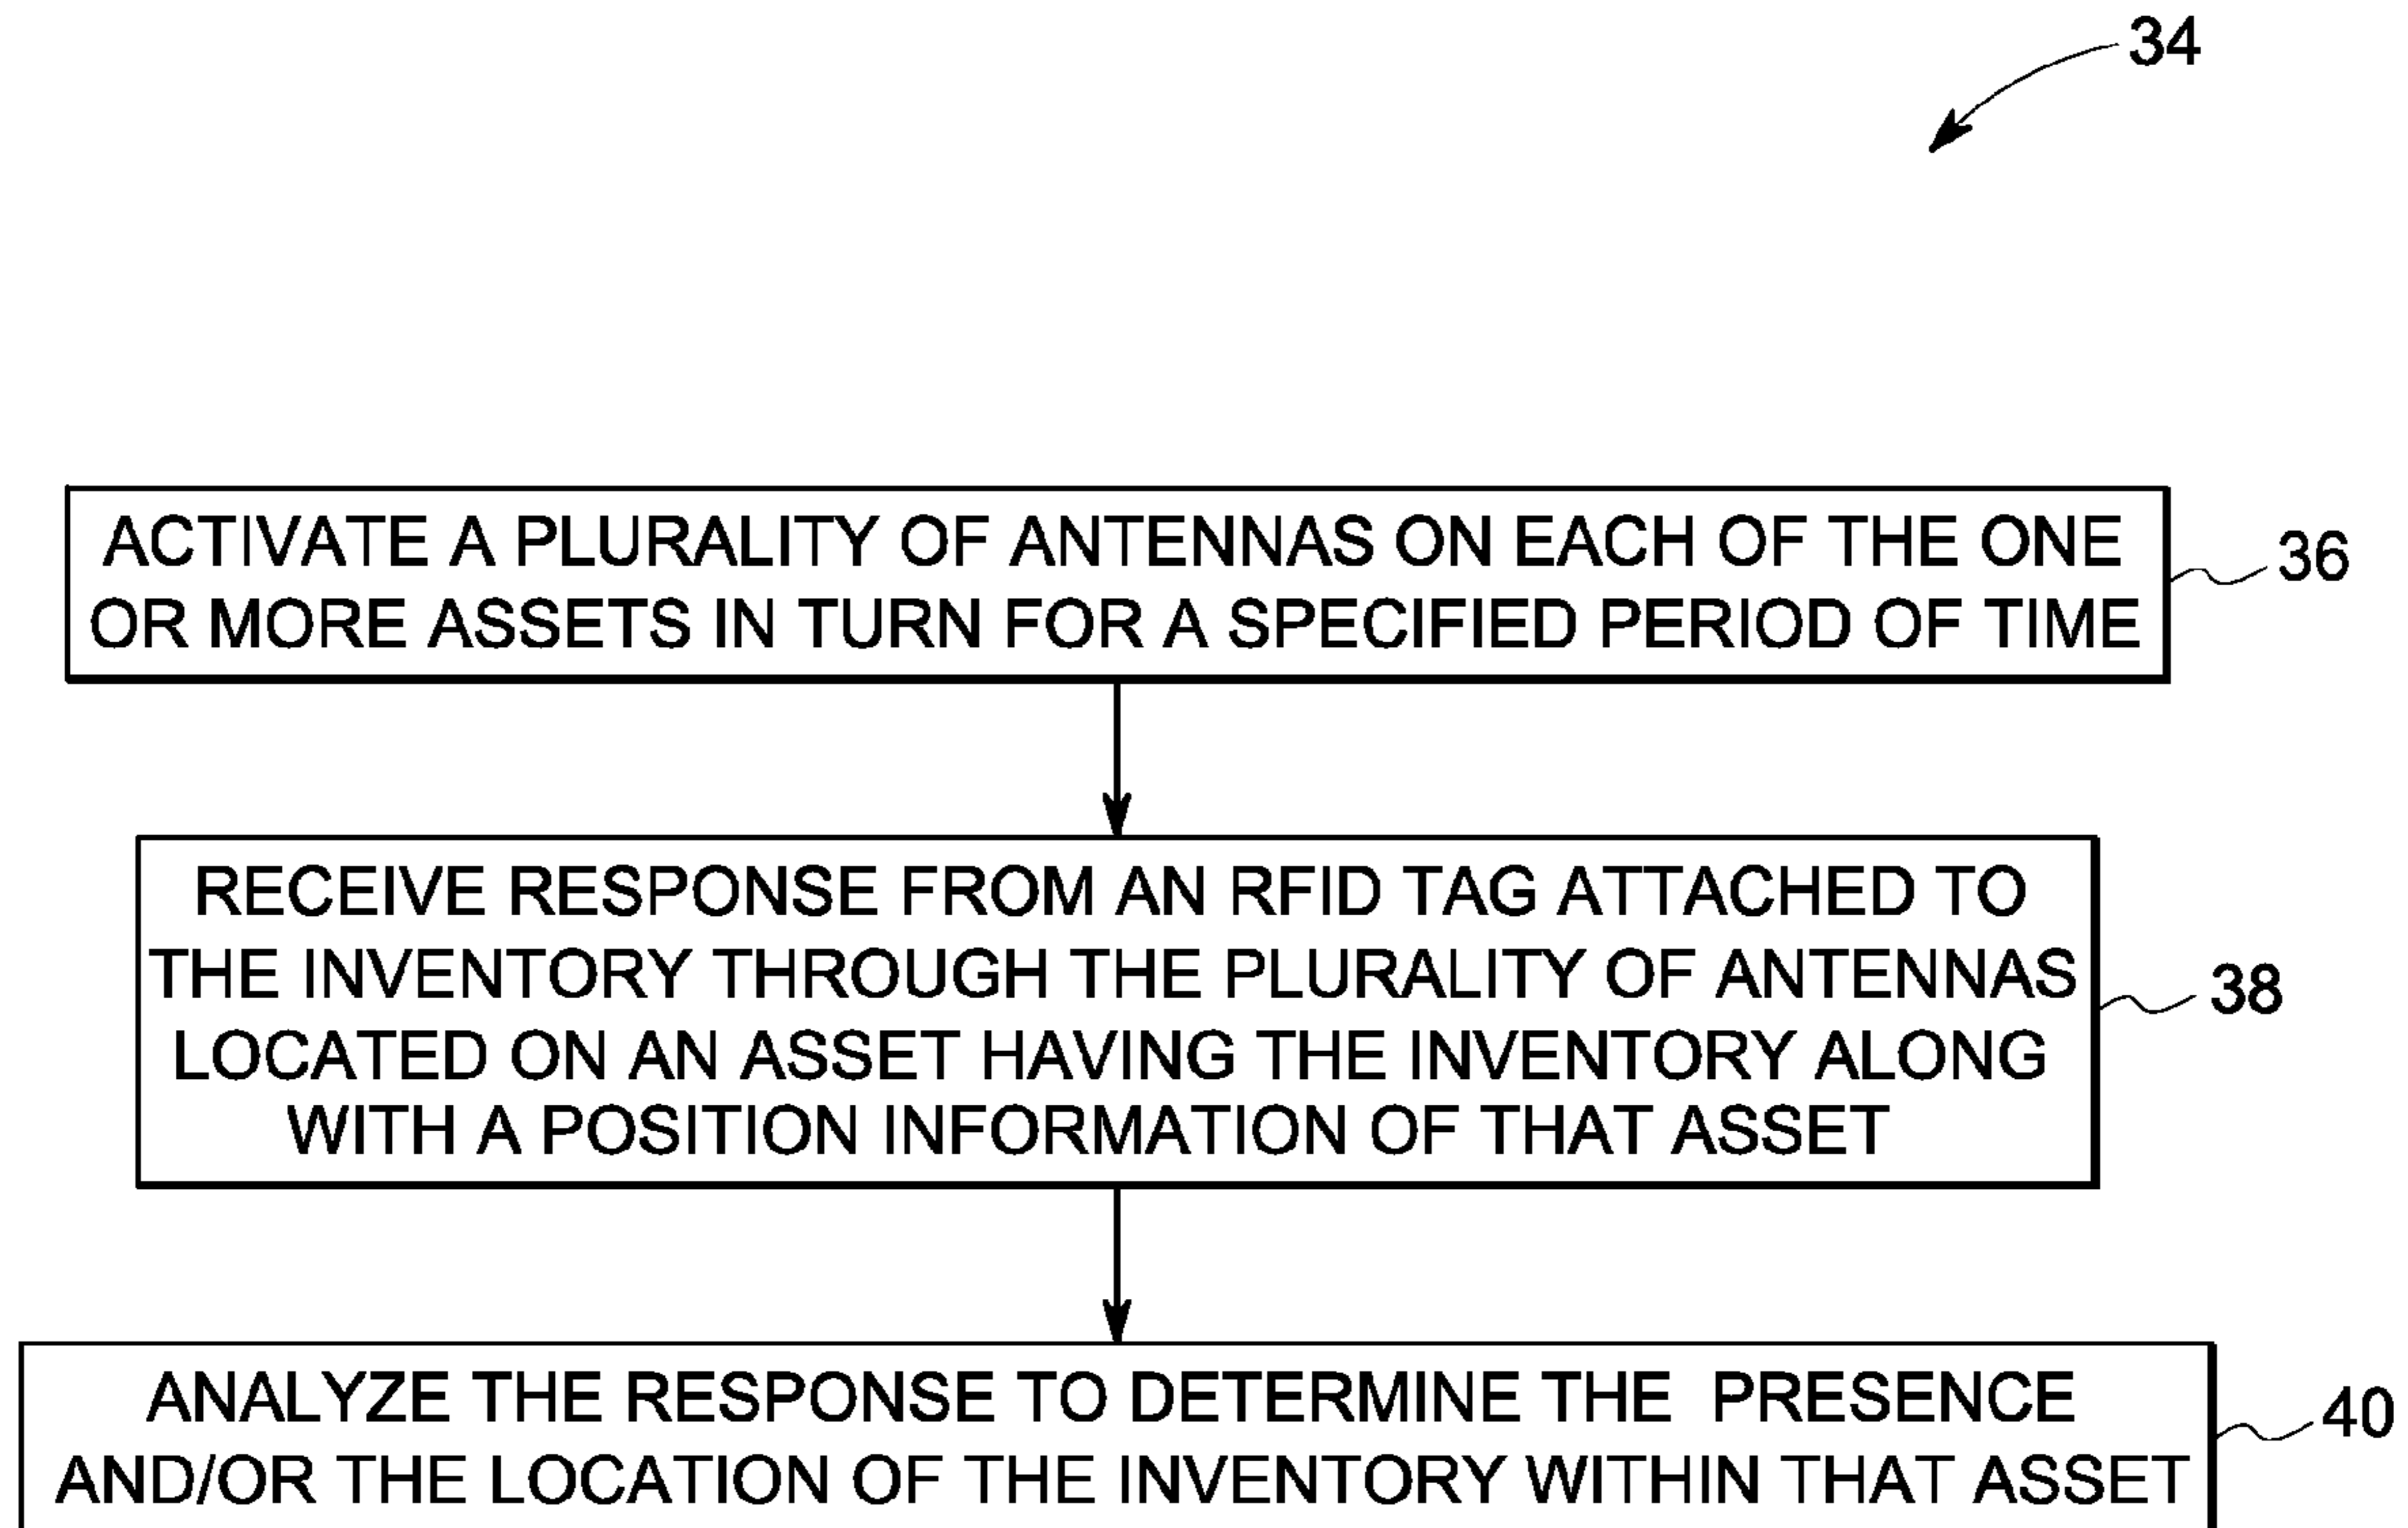 34
ACTIVATE A PLURALITY OF ANTENNAS ON EACH OF THE ONE
OR MORE ASSETS IN TURN FOR A SPECIFIED PERIOD OF TIME
36
RECEIVE RESPONSE FROM AN RFID TAG ATTACHED TO
THE INVENTORY THROUGH THE PLURALITY OF ANTENNAS
LOCATED ON AN ASSET HAVING THE INVENTORY ALONG
WITH A POSITION INFORMATION OF THAT ASSET
38
ANALYZE THE RESPONSE TO DETERMINE THE PRESENCE
AND/OR THE LOCATION OF THE INVENTORY WITHIN THAT ASSET
40